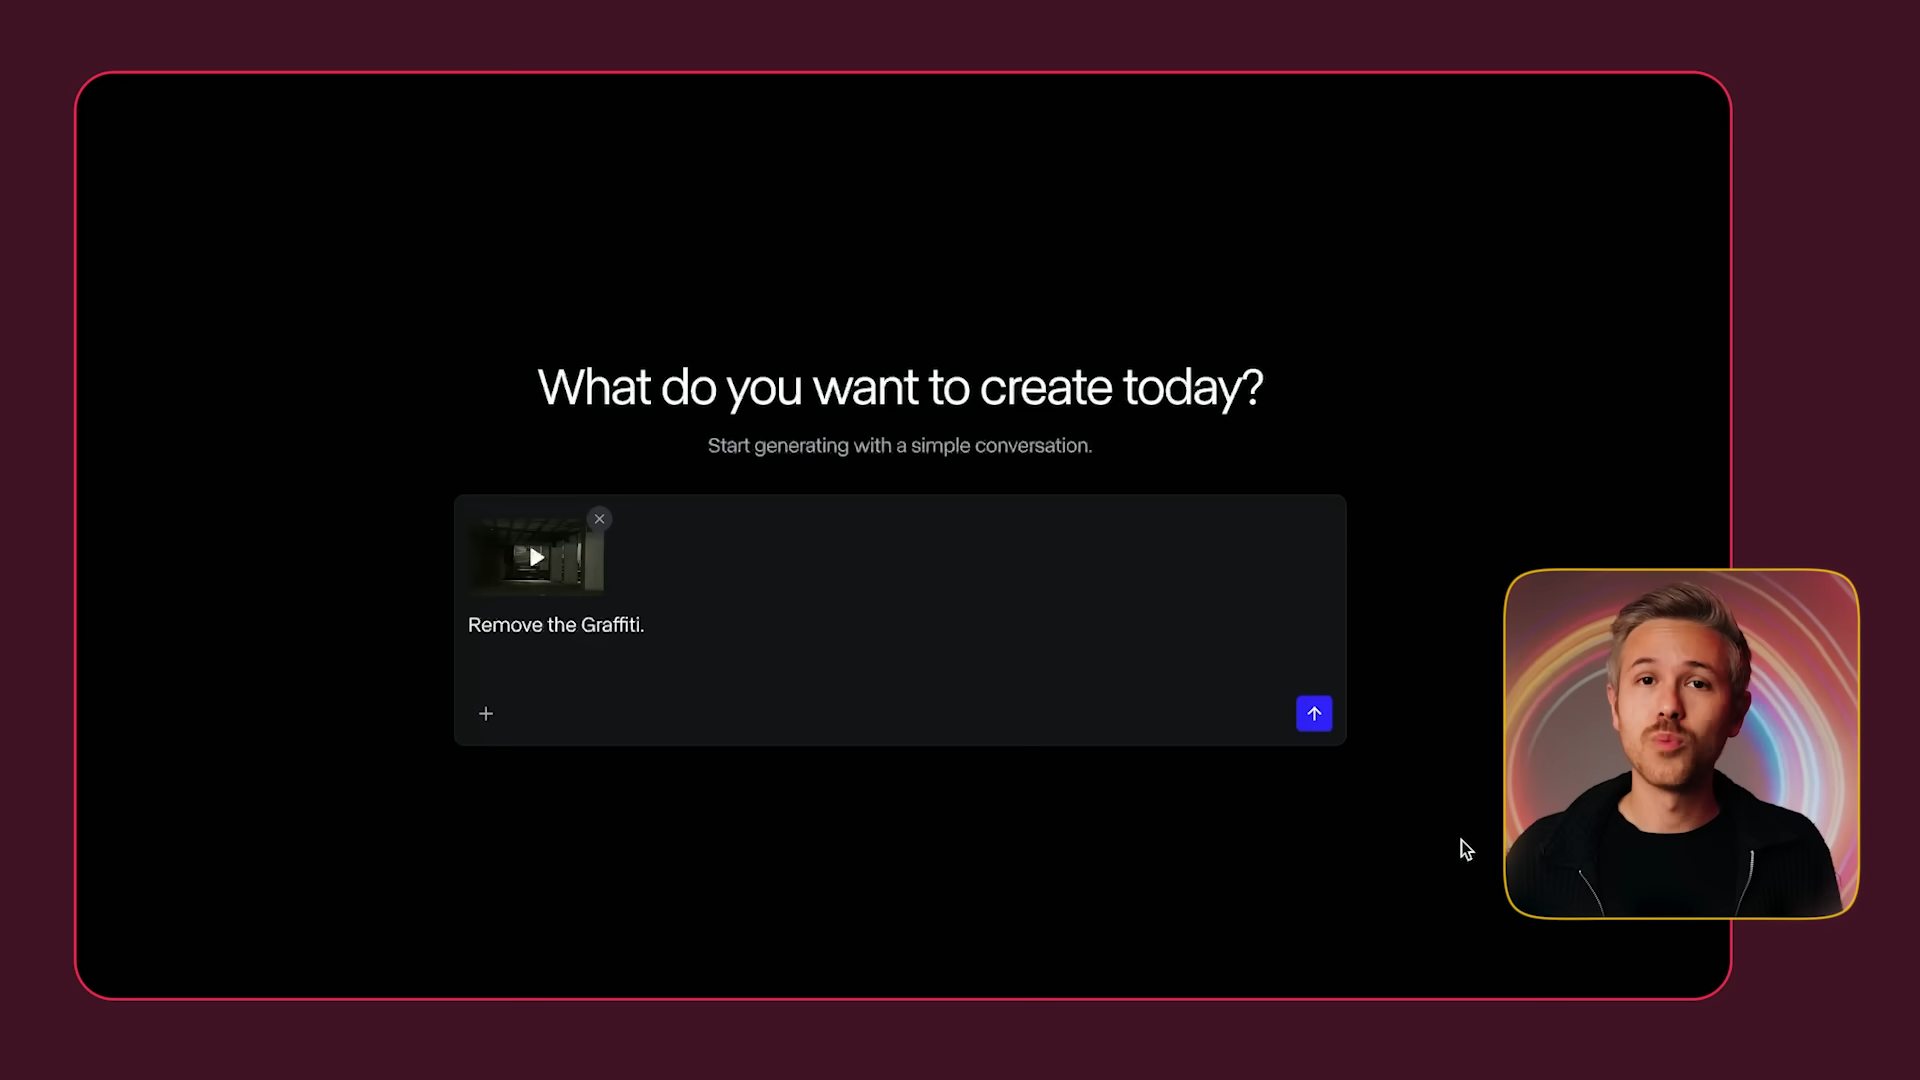 What do you want to create today?
Start generating with a simple conversation.
Remove the Graffiti.